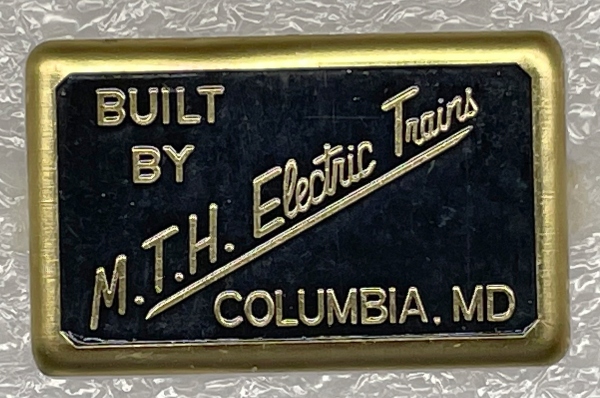 BUILT
BY
M.T.H. Electric Trains
COLUMBIA. MD